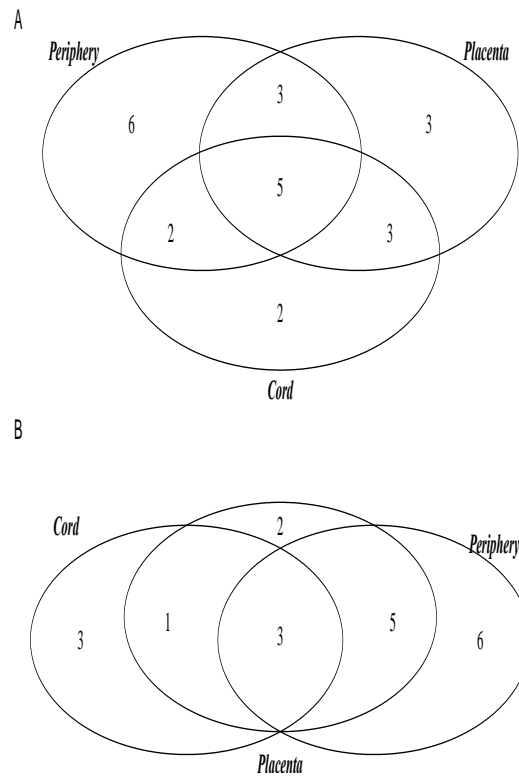 A
Periphery Placenta
3
6 3
5
2 3
2
Cord
B
Cord 2 Periphery
3 1 3 5 6
Placenta